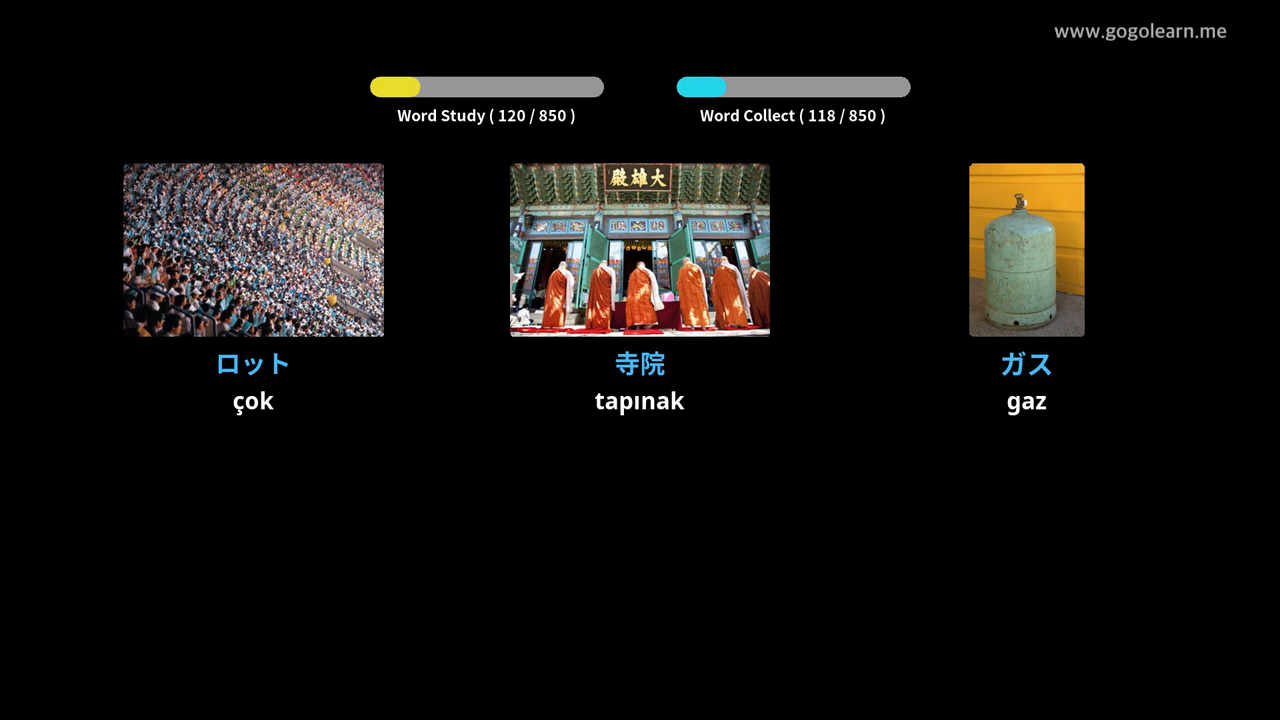 www.gogolearn.me
Word Study ( 120 / 850 )
Word Collect ( 118 / 850 )
殿雄大
ロット
寺院
ガス
çok
tapınak
gaz